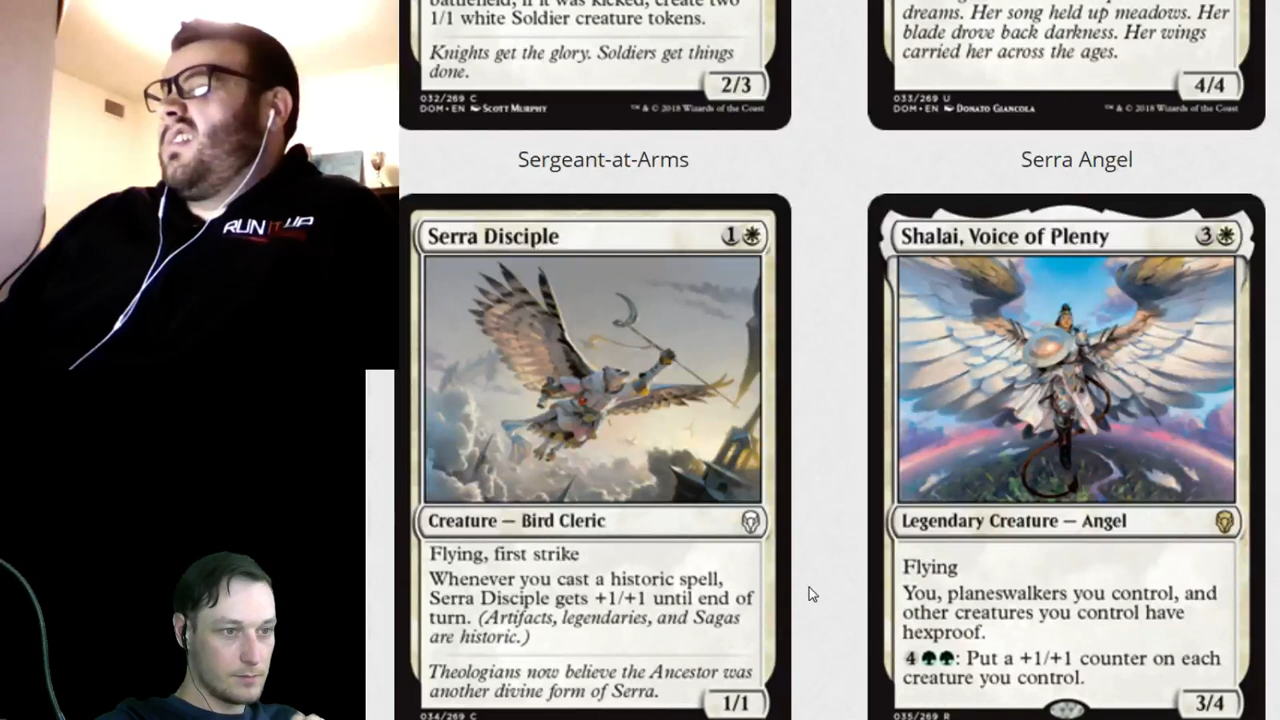 battlefield, if it was kicked, create two
1/1 white Soldier creature tokens.
Knights get the glory. Soldiers get things
done.
2/3
032/269 C
DOM • EN Scott Murphy
™ & © 2018 Wizards of the Coast
dreams. Her song held up meadows. Her
blade drove back darkness. Her wings
carried her across the ages.
4/4
033/269 U
DOM • EN Donato Giancola
™ & © 2018 Wizards of the Coast
Sergeant-at-Arms
Serra Angel
RUN IT UP
Serra Disciple 1
Creature — Bird Cleric
Flying, first strike
Whenever you cast a historic spell,
Serra Disciple gets +1/+1 until end of
turn. (Artifacts, legendaries, and Sagas
are historic.)
Theologians now believe the Ancestor was
another divine form of Serra.
1/1
034/269 C
Shalai, Voice of Plenty 3
Legendary Creature — Angel
Flying
You, planeswalkers you control, and
other creatures you control have
hexproof.
4 : Put a +1/+1 counter on each
creature you control.
3/4
035/269 R